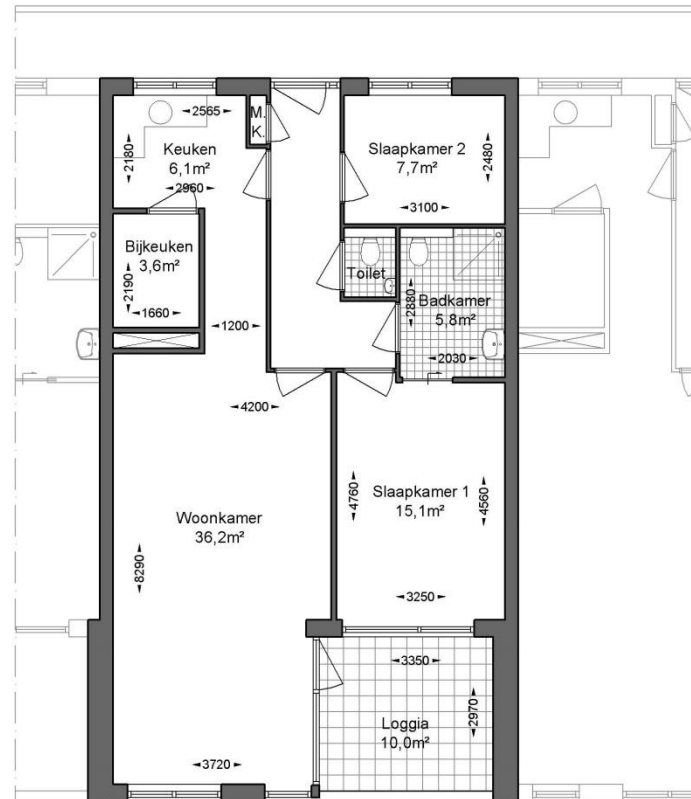 2565
M.
K.
Keuken
6,1m²
2180
2960
Slaapkamer 2
7,7m²
2480
3100
Bijkeuken
3,6m²
2190
1660
Toilet
Badkamer
5,8m²
2880
2030
1200
4200
Woonkamer
36,2m²
8290
Slaapkamer 1
15,1m²
4760
4560
3250
3350
2970
Loggia
10,0m²
3720